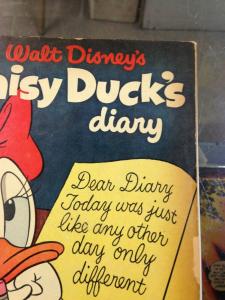 Walt Disney's
aisy Duck's
diary
Dear Diary
Today was just
like any other
day only
different